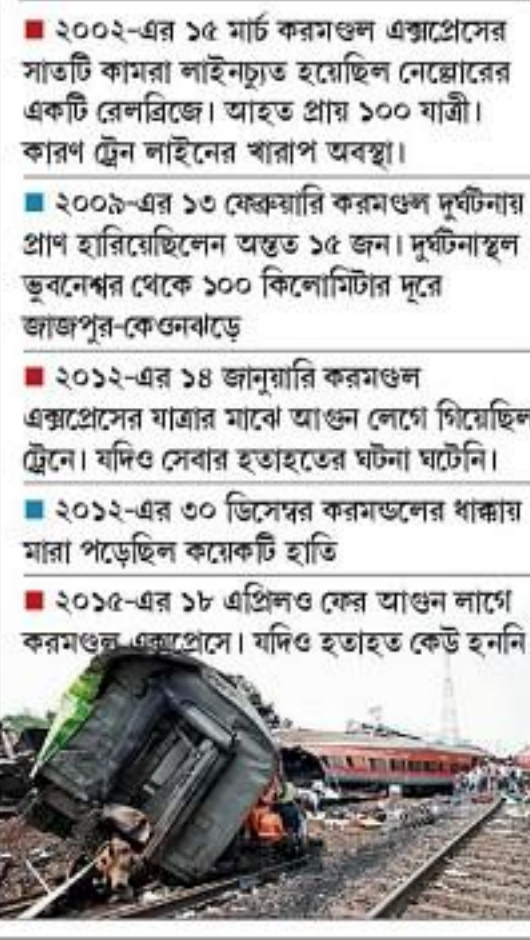 ২০০২-এর ১৫ মার্চ করমণ্ডল এক্সপ্রেসের
সাতটি কামরা লাইনচ্যুত হয়েছিল নেল্লোরের
একটি রেলব্রিজে। আহত প্রায় ১০০ যাত্রী।
কারণ ট্রেন লাইনের খারাপ অবস্থা।
২০০৯-এর ১৩ ফেব্রুয়ারি করমণ্ডল দুর্ঘটনায়
প্রাণ হারিয়েছিলেন অন্তত ১৫ জন। দুর্ঘটনাস্থল
ভুবনেশ্বর থেকে ১০০ কিলোমিটার দূরে
জাজপুর-কেওনঝড়ে
২০১২-এর ১৪ জানুয়ারি করমণ্ডল
এক্সপ্রেসের যাত্রার মাঝে আগুন লেগে গিয়েছিল
ট্রেনে। যদিও সেবার হতাহতের ঘটনা ঘটেনি।
২০১২-এর ৩০ ডিসেম্বর করমন্ডলের ধাক্কায়
মারা পড়েছিল কয়েকটি হাতি
২০১৫-এর ১৮ এপ্রিলও ফের আগুন লাগে
করমণ্ডল এক্সপ্রেসে। যদিও হতাহত কেউ হননি